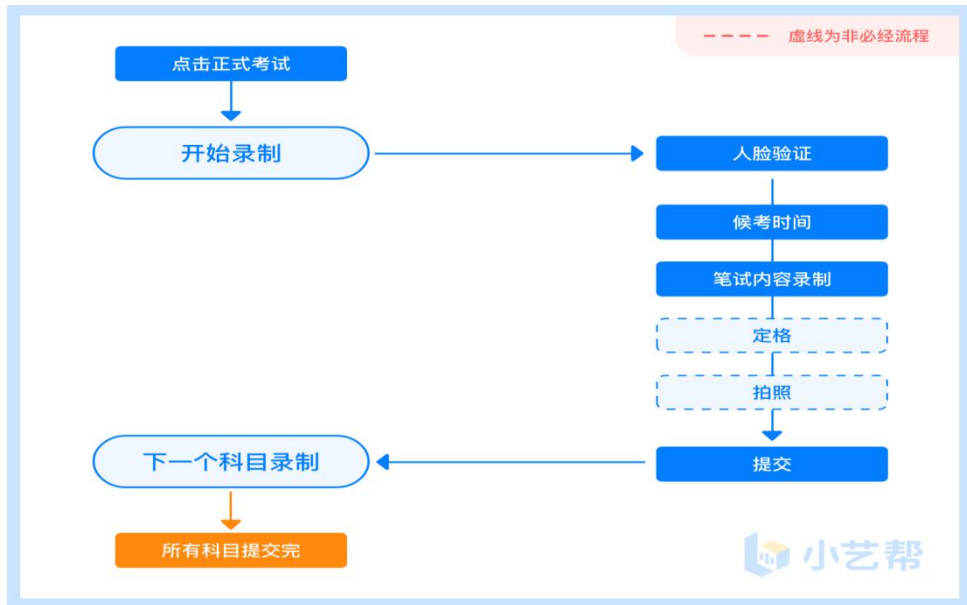 ---- 虚线为非必经流程
点击正式考试
开始录制
人脸验证
候考时间
笔试内容录制
定格
拍照
提交
下一个科目录制
所有科目提交完
小艺帮